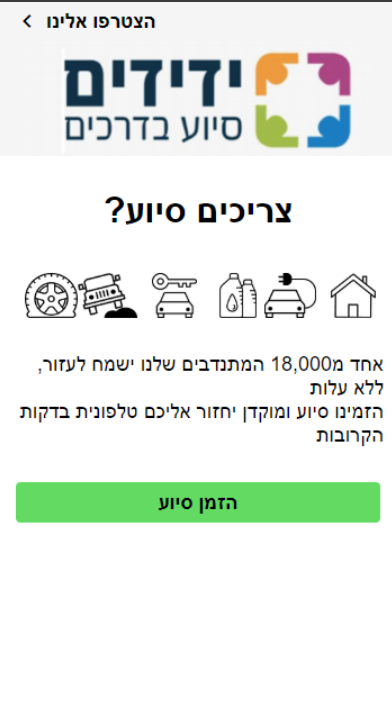 הצטרפו אלינו
ידידים
סיוע בדרכים
צריכים סיוע?
אחד מ18,000 המתנדבים שלנו ישמח לעזור,
ללא עלות
הזמינו סיוע ומוקדן יחזור אליכם טלפונית בדקות
הקרובות
הזמן סיוע